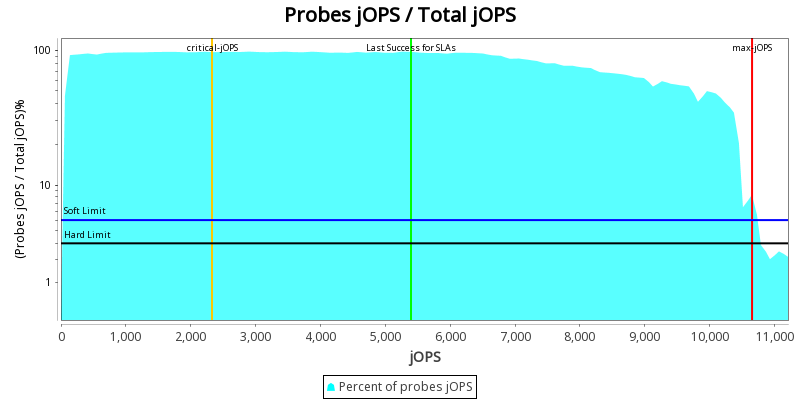 Probes jOPS / Total jOPS
critical-jOPS
Last Success for SLAs
max-jOPS
100
10
1
(Probes jOPS / Total jOPS)%
Soft Limit
Hard Limit
0
1,000
2,000
3,000
4,000
5,000
6,000
7,000
8,000
9,000
10,000
11,000
jOPS
Percent of probes jOPS